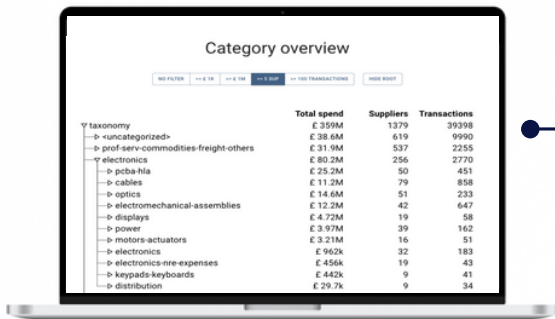 Category overview
NO FILTER >= £ 1K >= £ 1M >= 5 SUP >= 100 TRANSACTIONS HIDE ROOT
Total spend Suppliers Transactions
taxonomy £ 359M 1379 39398
<uncategorized> £ 38.6M 619 9990
prof-serv-commodities-freight-others £ 31.9M 537 2255
electronics £ 80.2M 256 2770
pcba-hla £ 25.2M 50 451
cables £ 11.2M 79 858
optics £ 14.6M 51 233
electromechanical-assemblies £ 12.2M 42 647
displays £ 4.72M 19 58
power £ 3.97M 39 162
motors-actuators £ 3.21M 16 51
electronics £ 962k 32 183
electronics-nre-expenses £ 456k 19 43
keypads-keyboards £ 442k 9 41
distribution £ 29.7k 9 34